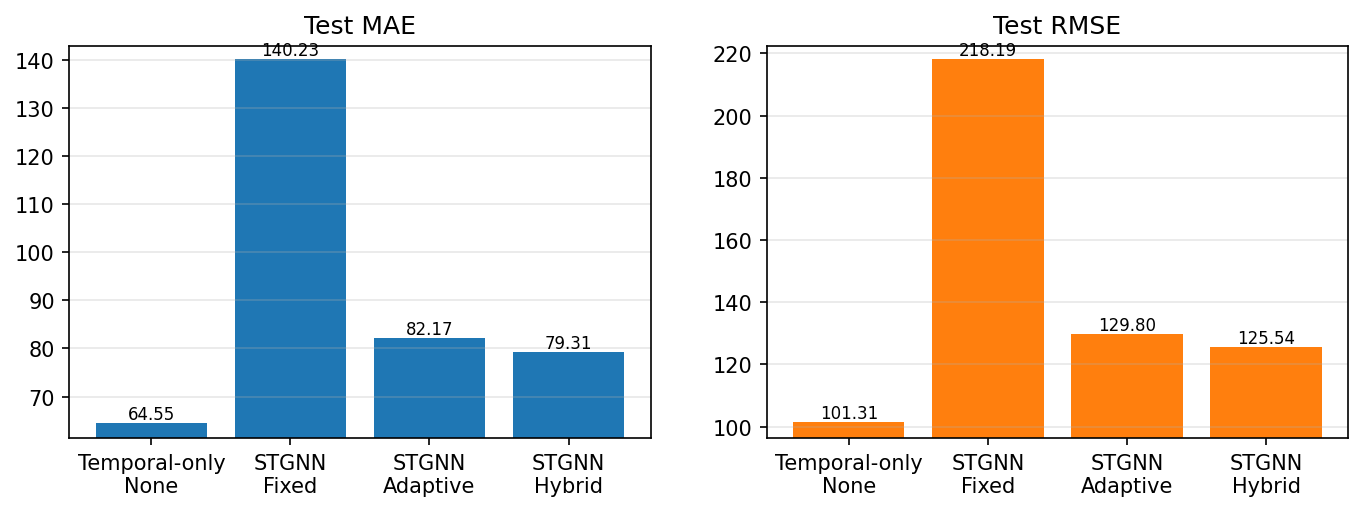 Test MAE
140
130
120
110
100
90
80
70
64.55
140.23
82.17
79.31
Temporal-only
None
STGNN
Fixed
STGNN
Adaptive
STGNN
Hybrid
Test RMSE
220
200
180
160
140
120
100
101.31
218.19
129.80
125.54
Temporal-only
None
STGNN
Fixed
STGNN
Adaptive
STGNN
Hybrid